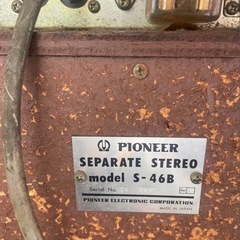 PIONEER
SEPARATE STEREO
model S-46B
Serial No.
PIONEER ELECTRONIC CORPORATION
MADE IN JAPAN